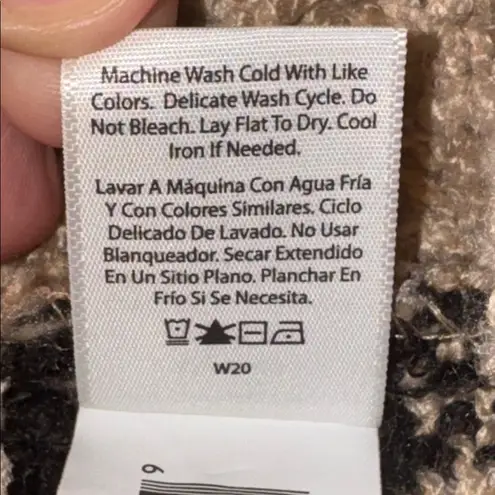 Machine Wash Cold With Like
Colors. Delicate Wash Cycle. Do
Not Bleach. Lay Flat To Dry. Cool
Iron If Needed.
Lavar A Máquina Con Agua Fría
Y Con Colores Similares. Ciclo
Delicado De Lavado. No Usar
Blanqueador. Secar Extendido
En Un Sitio Plano. Planchar En
Frío Si Se Necesita.
W20
6